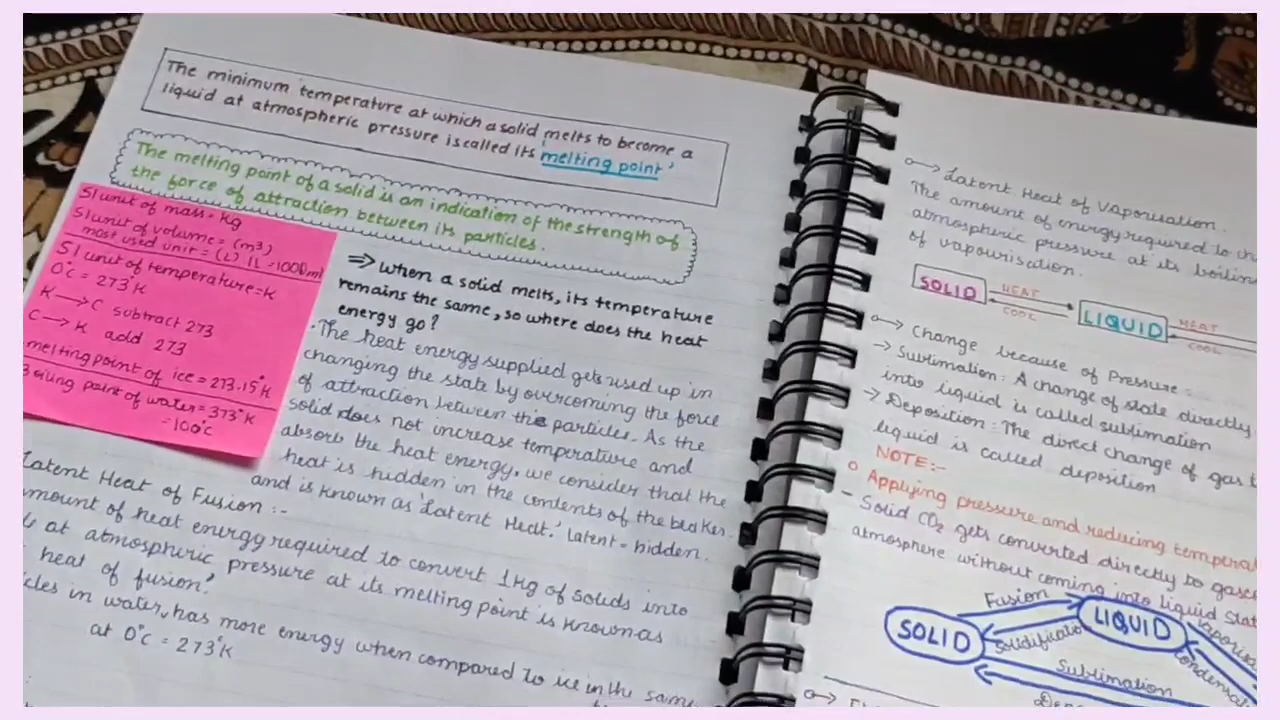 The minimum temperature at which a solid melts to become a
liquid at atmospheric pressure is called its 'melting point'
The melting point of a solid is an indication of the strength of
the force of attraction between its particles.
SI unit of mass = kg
SI unit of volume = (m³)
most used unit = (L) 1L = 1000 ml
SI unit of temperature = K
0°C = 273°K
K → C subtract 273
C → K add 273
melting point of ice = 273.15°K
Boiling point of water = 373°K
= 100°C
⇒ When a solid melts, its temperature
remains the same, so where does the heat
energy go?
. The heat energy supplied gets used up in
changing the state by overcoming the force
of attraction between the particles. As the
solid does not increase temperature and
absorb the heat energy, we consider that the
heat is hidden in the contents of the beaker
and is known as 'Latent Heat.' Latent = hidden.
Latent Heat of Fusion :-
amount of heat energy required to convert 1kg of solids into
at atmospheric pressure at its melting point is known as
heat of fusion'.
in water, has more energy when compared to ice in the same
at 0°C = 273°K
→ Latent Heat of Vaporisation
The amount of energy required to
atmospheric pressure at its
of vapourisation.
SOLID HEAT COOL LIQUID HEAT COOL
→ Change because of Pressure :
→ Sublimation : A change of state directly
into liquid is called sublimation
→ Deposition : The direct change of gas
liquid is called deposition
NOTE:-
o Applying pressure and reducing
- Solid CO₂ gets converted directly to
atmosphere without coming into liquid
Fusion
SOLID LIQUID
Sublimation